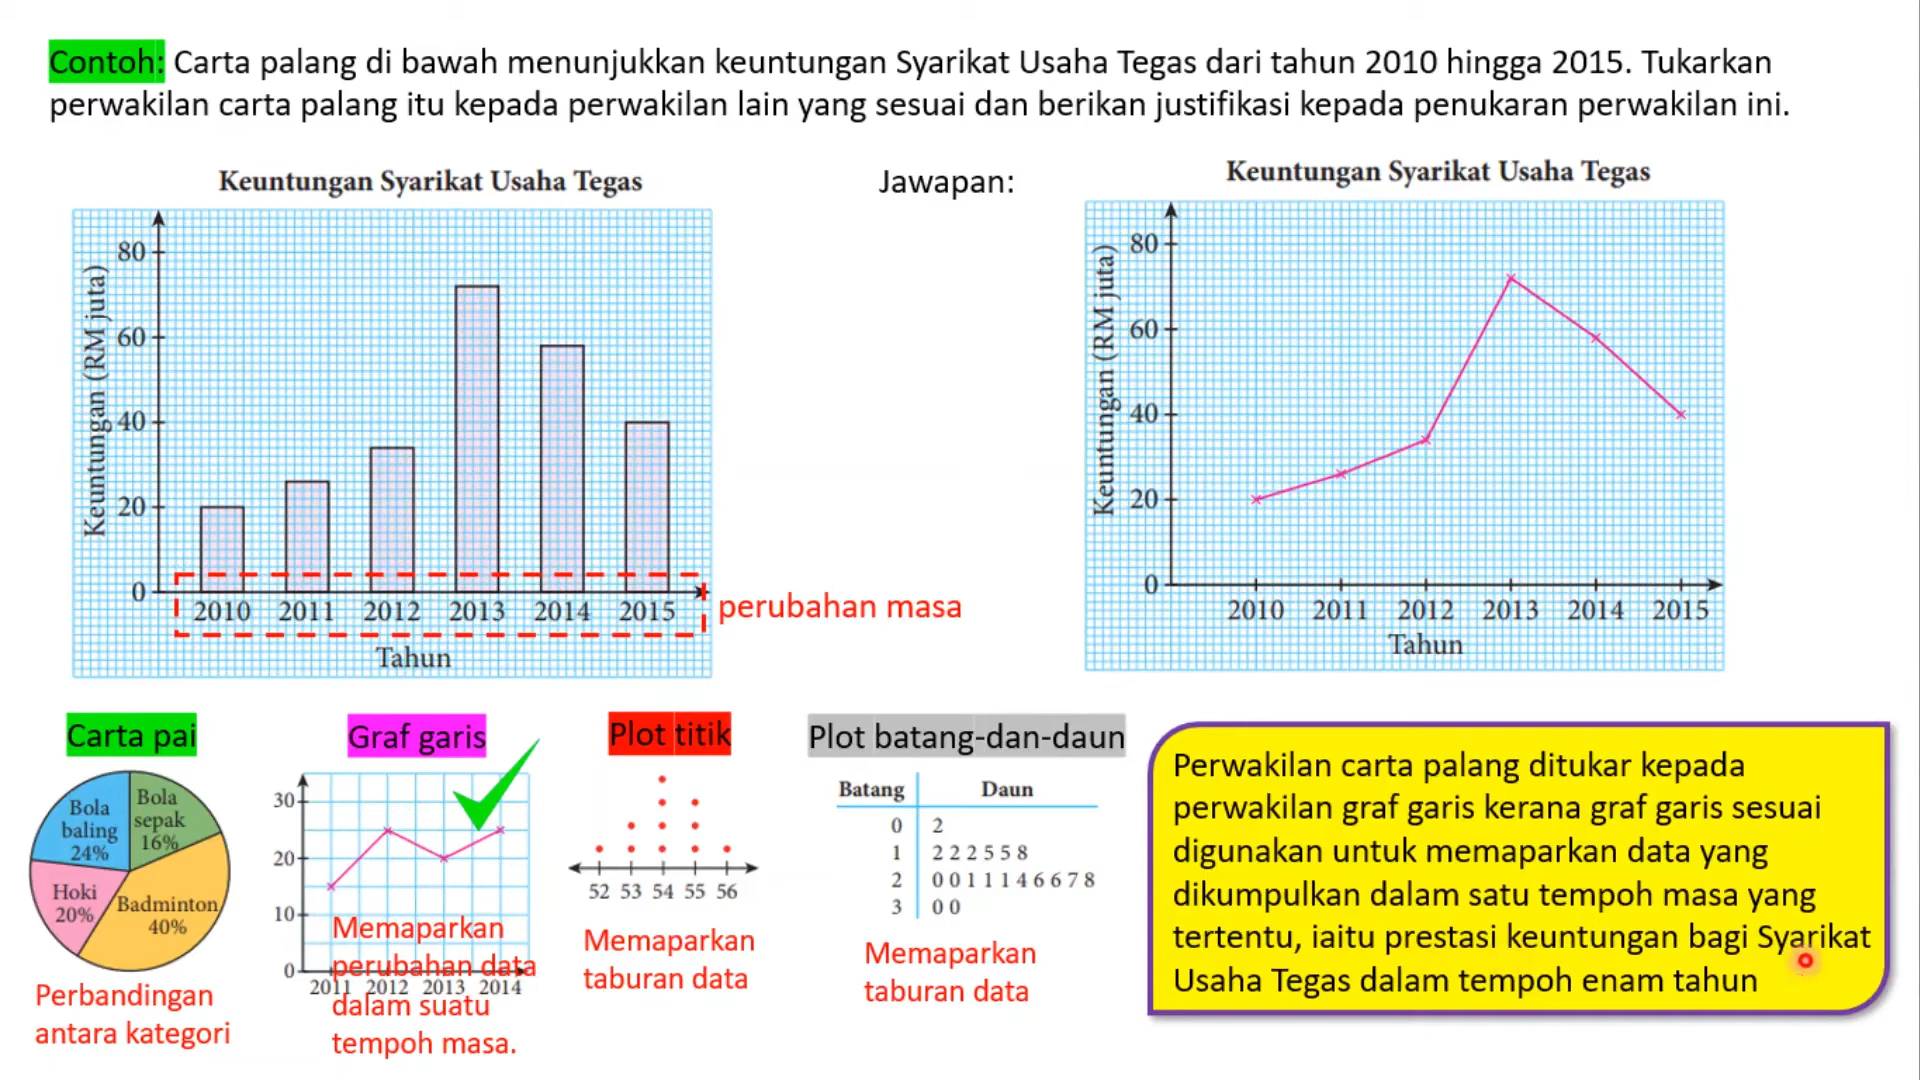 Contoh: Carta palang di bawah menunjukkan keuntungan Syarikat Usaha Tegas dari tahun 2010 hingga 2015. Tukarkan
perwakilan carta palang itu kepada perwakilan lain yang sesuai dan berikan justifikasi kepada penukaran perwakilan ini.
Keuntungan Syarikat Usaha Tegas
Keuntungan (RM juta)
80
60
40
20
0
2010 2011 2012 2013 2014 2015
Tahun
perubahan masa
Jawapan:
Keuntungan Syarikat Usaha Tegas
Keuntungan (RM juta)
80
60
40
20
0
2010 2011 2012 2013 2014 2015
Tahun
Carta pai
Bola
baling
24%
Bola
sepak
16%
Hoki
20%
Badminton
40%
Perbandingan
antara kategori
Graf garis
30
20
10
0
2011 2012 2013 2014
Memaparkan
perubahan data
dalam suatu
tempoh masa.
Plot titik
52 53 54 55 56
Memaparkan
taburan data
Plot batang-dan-daun
Batang Daun
0 2
1 2 2 2 5 5 8
2 0 0 1 1 1 4 6 6 7 8
3 0 0
Memaparkan
taburan data
Perwakilan carta palang ditukar kepada
perwakilan graf garis kerana graf garis sesuai
digunakan untuk memaparkan data yang
dikumpulkan dalam satu tempoh masa yang
tertentu, iaitu prestasi keuntungan bagi Syarikat
Usaha Tegas dalam tempoh enam tahun